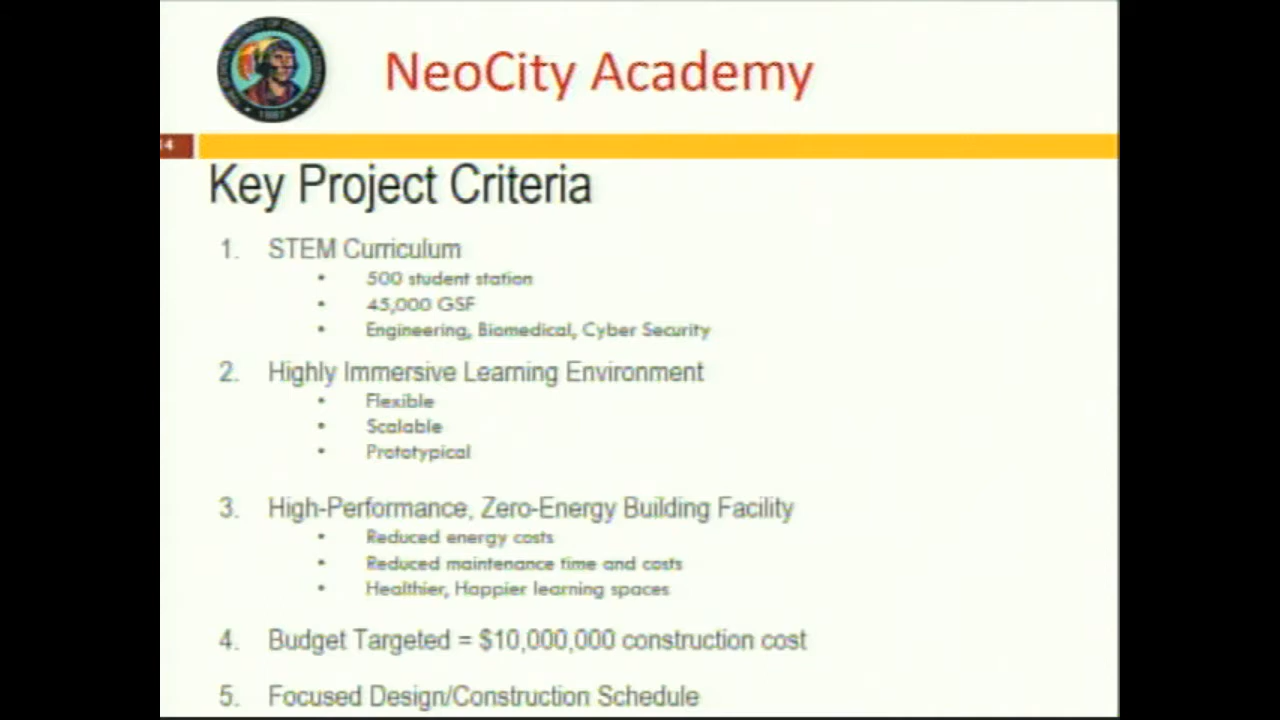 NeoCity Academy
Key Project Criteria
1. STEM Curriculum
• 500 student station
• 45,000 GSF
• Engineering, Biomedical, Cyber Security
2. Highly Immersive Learning Environment
• Flexible
• Scalable
• Prototypical
3. High-Performance, Zero-Energy Building Facility
• Reduced energy costs
• Reduced maintenance time and costs
• Healthier, Happier learning spaces
4. Budget Targeted = $10,000,000 construction cost
5. Focused Design/Construction Schedule